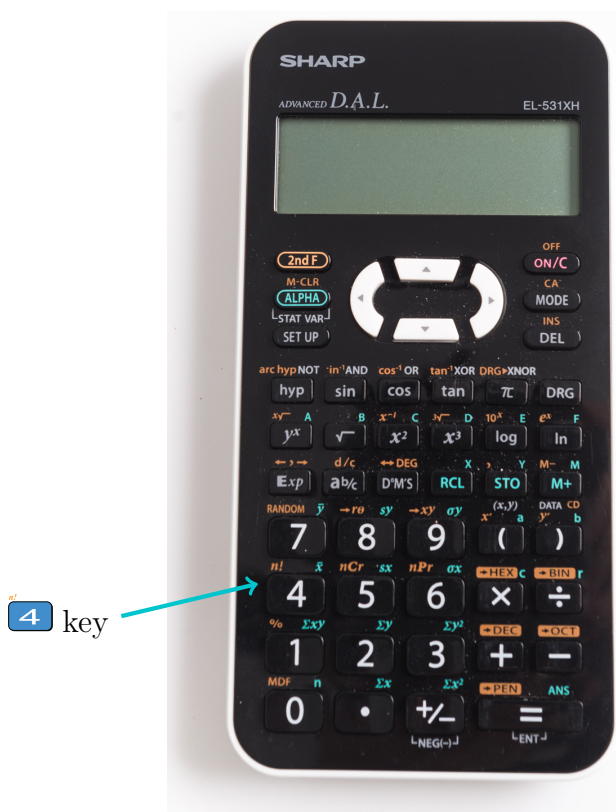 SHARP
ADVANCED D.A.L.
EL-531XH
OFF
2nd F
ON/C
M-CLR
CA
ALPHA
MODE
STAT VAR
INS
SET UP
DEL
arc hyp NOT sin⁻¹ AND cos⁻¹ OR tan⁻¹ XOR DRG▸XNOR
hyp sin cos tan π DRG
ˣ√ A B x⁻¹ C ³√ D 10ˣ E eˣ F
yˣ √ x² x³ log ln
←,→ d/c ↔DEG X , Y M− M
Exp ab/c D°M'S RCL STO M+
RANDOM ȳ →rθ sy →xy σy (x,y) x′ a DATA CD y′ b
7 8 9 ( )
n! x̄ nCr sx nPr σx →HEX c →BIN r
4 5 6 × ÷
% Σxy Σy Σy² →DEC →OCT
1 2 3 + −
MDF n Σx Σx² →PEN ANS
0 • +/− =
NEG(−) ENT
n!
4 key